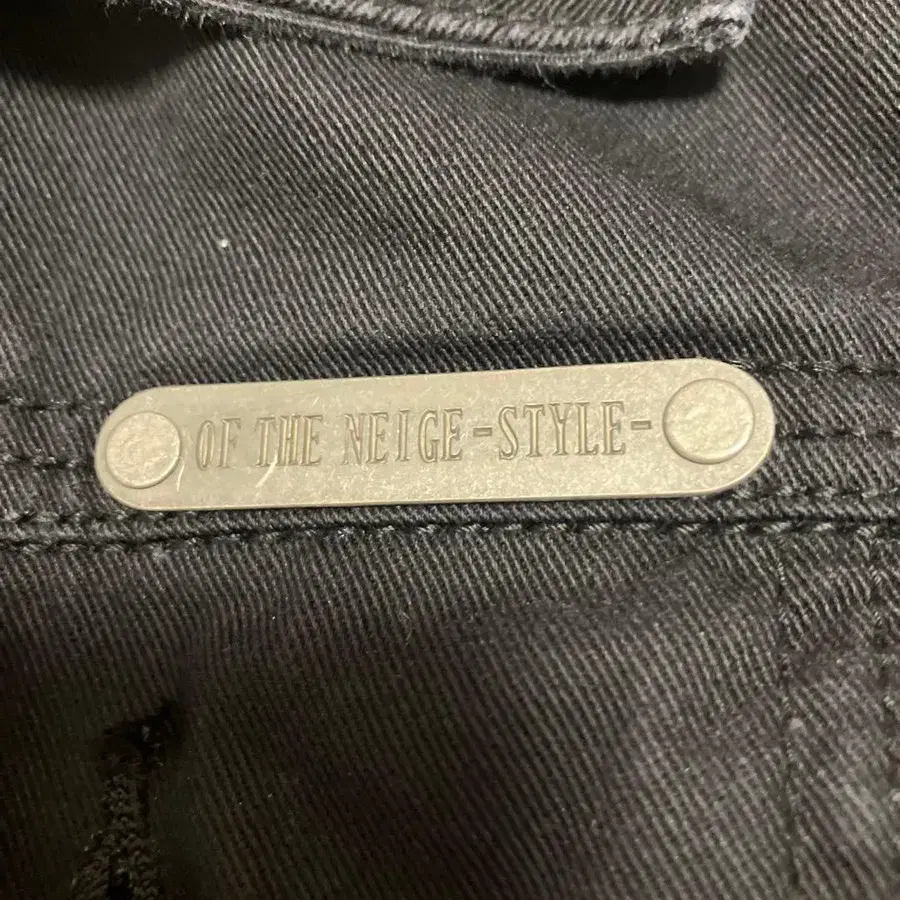 OF THE NEIGE-STYLE-